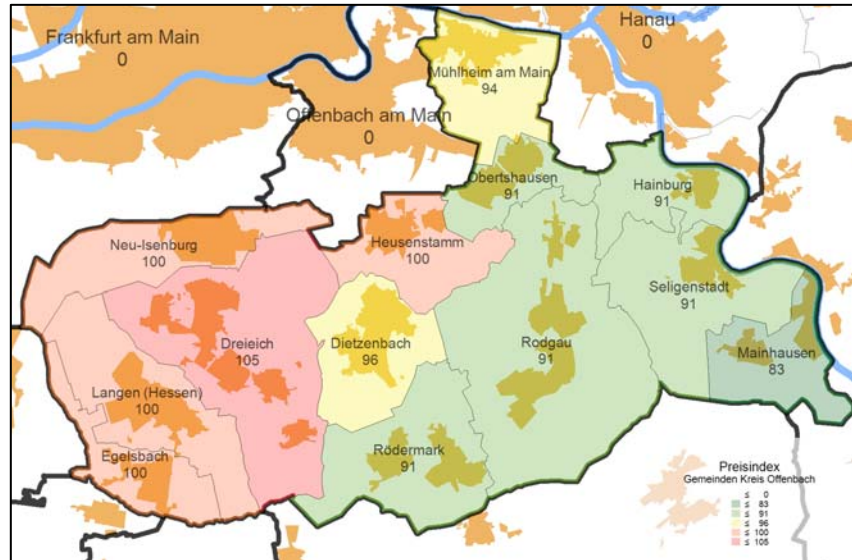 Frankfurt am Main
0
Hanau
0
Mühlheim am Main
94
Offenbach am Main
0
Obertshausen
91
Hainburg
91
Neu-Isenburg
100
Heusenstamm
100
Seligenstadt
91
Dreieich
105
Dietzenbach
96
Rodgau
91
Mainhausen
83
Langen (Hessen)
100
Egelsbach
100
Rödermark
91
Preisindex
Gemeinden Kreis Offenbach
≤ 0
≤ 83
≤ 91
≤ 96
≤ 100
≤ 105